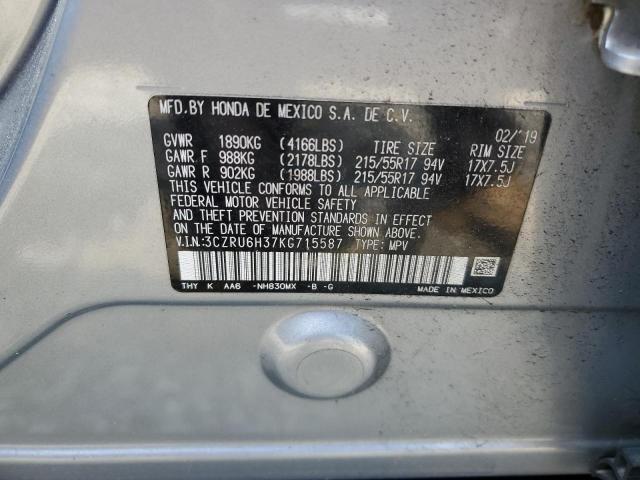 MFD.BY HONDA DE MEXICO S.A. DE C.V.
02/'19
GVWR 1890KG (4166LBS) TIRE SIZE RIM SIZE
GAWR F 988KG (2178LBS) 215/55R17 94V 17X7.5J
GAWR R 902KG (1988LBS) 215/55R17 94V 17X7.5J
THIS VEHICLE CONFORMS TO ALL APPLICABLE
FEDERAL MOTOR VEHICLE SAFETY
AND THEFT PREVENTION STANDARDS IN EFFECT
ON THE DATE OF MANUFACTURE SHOWN ABOVE.
V.I.N:3CZRU6H37KG715587 TYPE: MPV
THY K AA6 -NH830MX -B -G MADE IN MEXICO